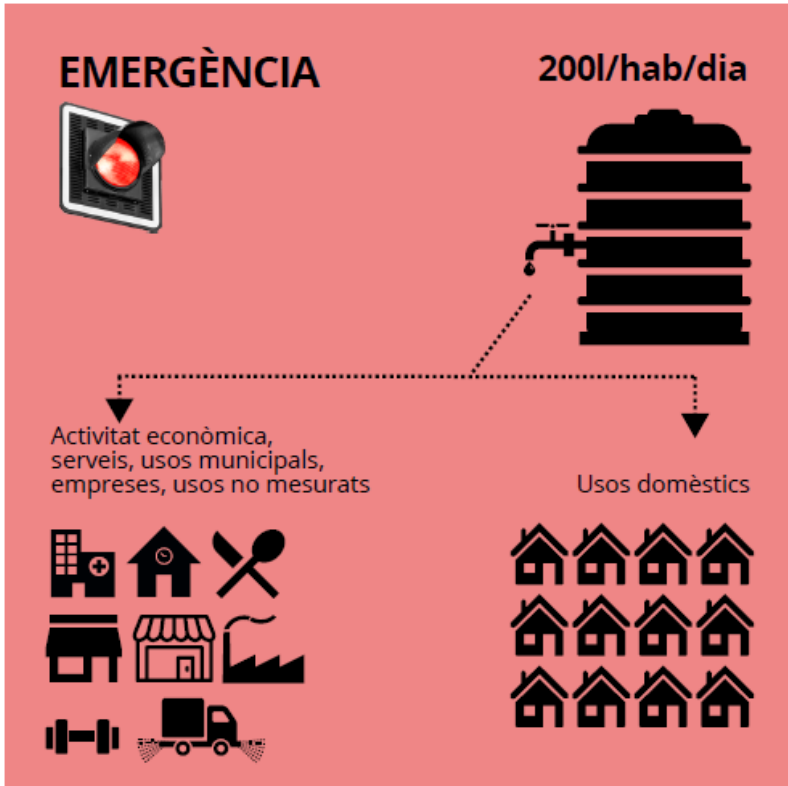 EMERGÈNCIA
200l/hab/dia
Activitat econòmica,
serveis, usos municipals,
empreses, usos no mesurats
Usos domèstics